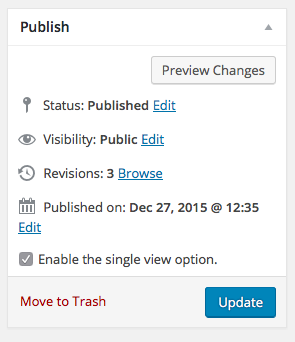 Publish
Preview Changes
Status: Published Edit
Visibility: Public Edit
Revisions: 3 Browse
Published on: Dec 27, 2015 @ 12:35
Edit
Enable the single view option.
Move to Trash Update